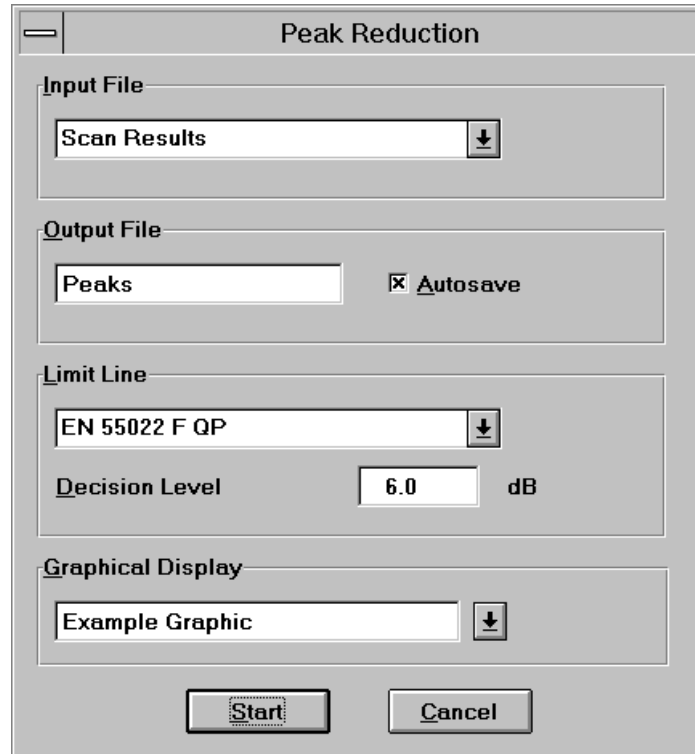 Peak Reduction
Input File
Scan Results
Output File
Peaks
Autosave
Limit Line
EN 55022 F QP
Decision Level 6.0 dB
Graphical Display
Example Graphic
Start Cancel